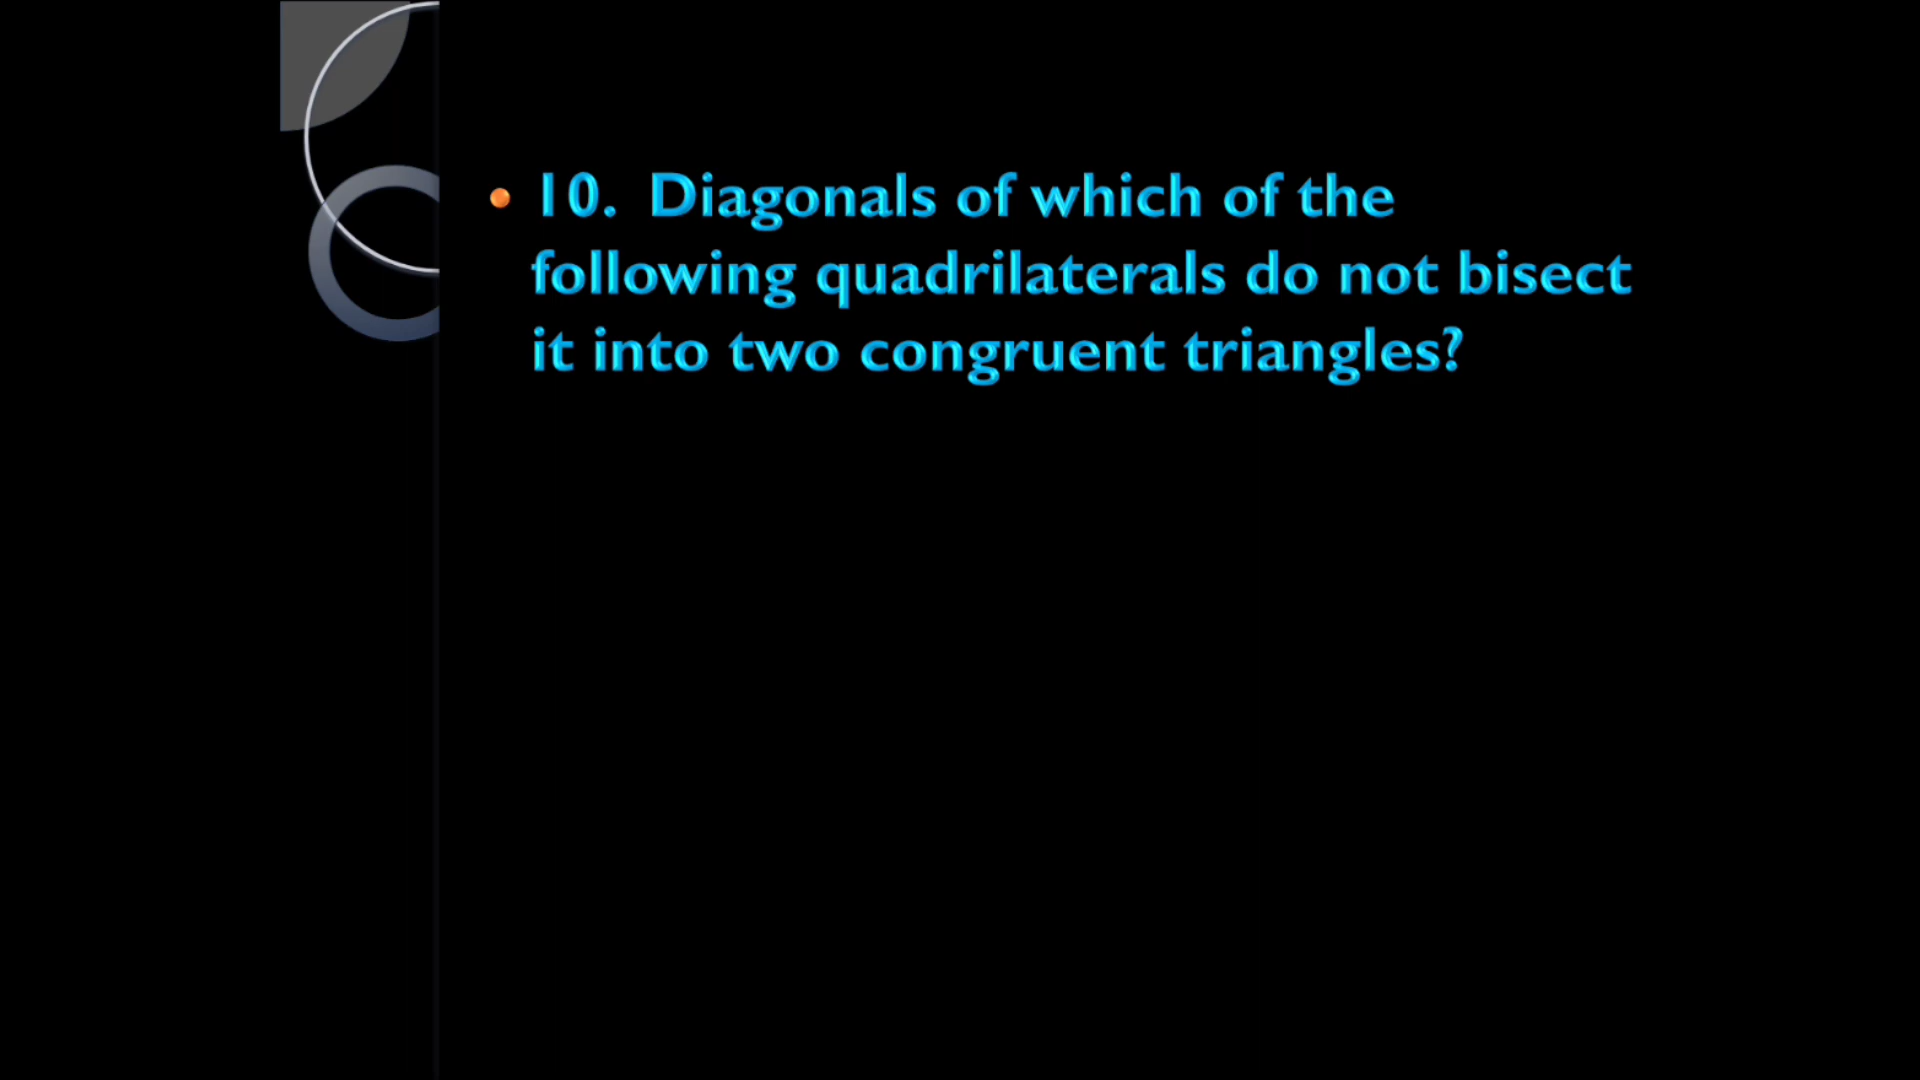 • 10.  Diagonals of which of the
following quadrilaterals do not bisect
it into two congruent triangles?